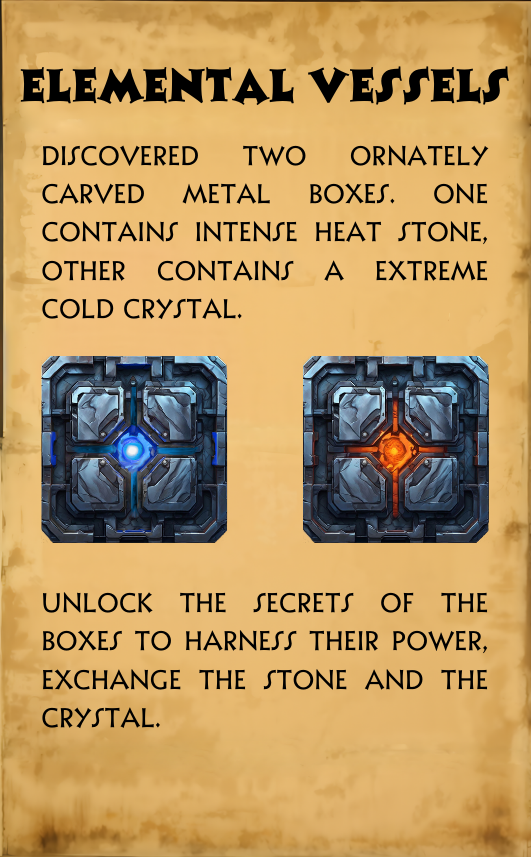 ELEMENTAL VESSELS
DISCOVERED TWO ORNATELY
CARVED METAL BOXES. ONE
CONTAINS INTENSE HEAT STONE,
OTHER CONTAINS A EXTREME
COLD CRYSTAL.
UNLOCK THE SECRETS OF THE
BOXES TO HARNESS THEIR POWER,
EXCHANGE THE STONE AND THE
CRYSTAL.